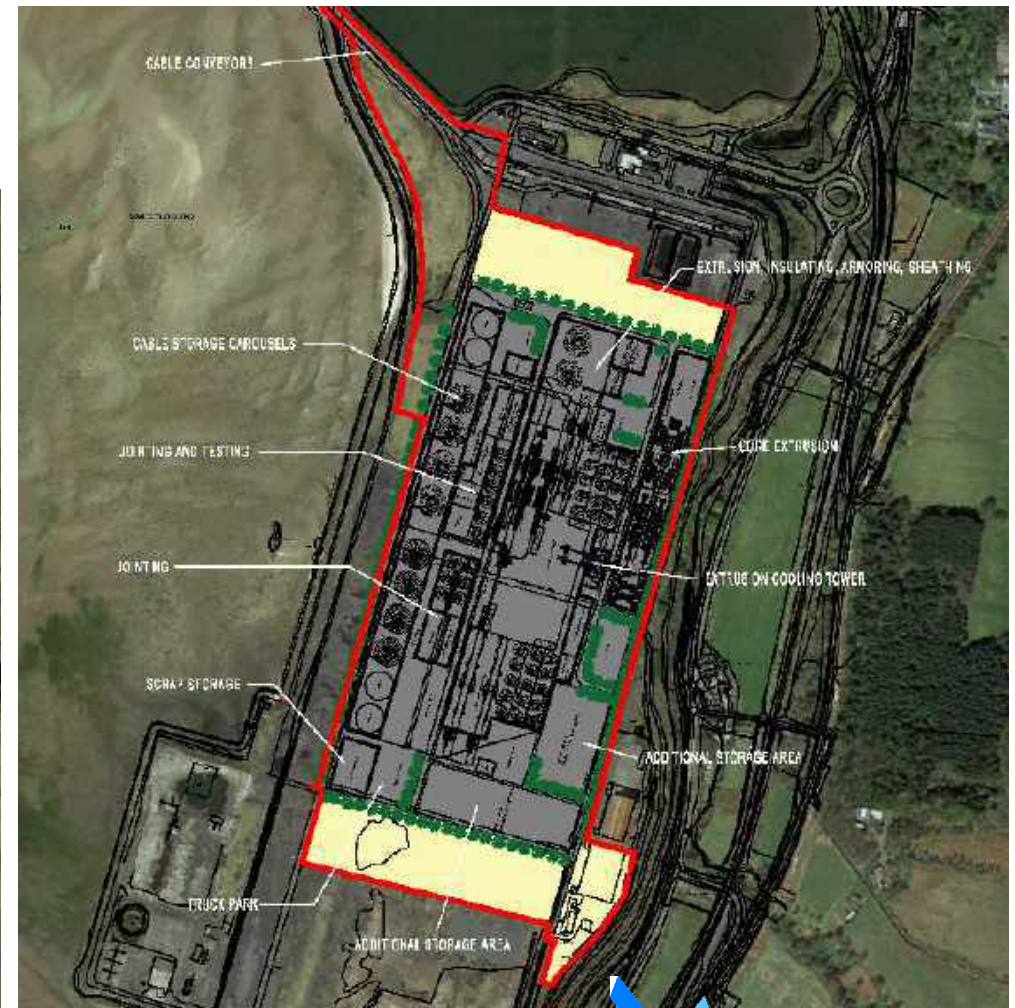 CABLE CONVEYORS
EXTRUSION, INSULATING, ARMORING, SHEATHING
CABLE STORAGE CAROUSELS
CORE EXTRUSION
JOINTING AND TESTING
JOINTING
EXTRUSION COOLING TOWER
SCRAP STORAGE
ADDITIONAL STORAGE AREA
TRUCK PARK
ADDITIONAL STORAGE AREA